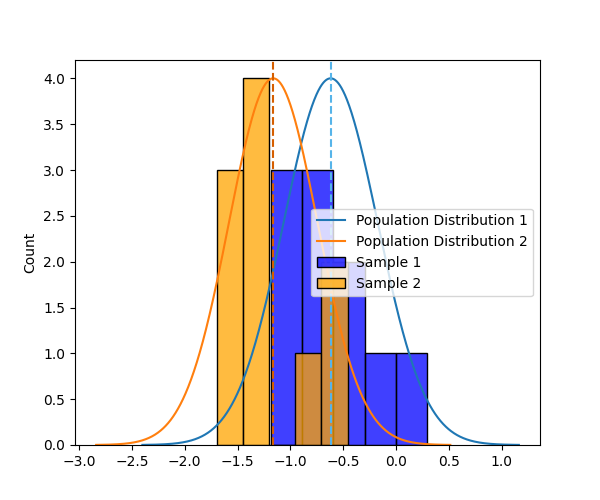 4.0
3.5
3.0
2.5
2.0
1.5
1.0
0.5
0.0
Count
Population Distribution 1
Population Distribution 2
Sample 1
Sample 2
−3.0 −2.5 −2.0 −1.5 −1.0 −0.5 0.0 0.5 1.0